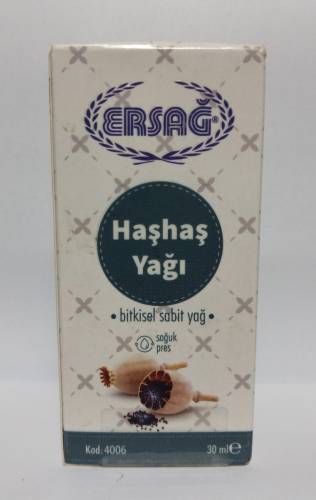 ERSAĞ®
Haşhaş
Yağı
• bitkisel sabit yağ •
soğuk
pres
Kod. 4006
30 ml ℮